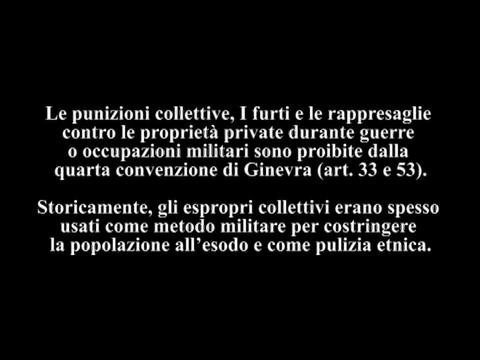 Le punizioni collettive, I furti e le rappresaglie
contro le proprietà private durante guerre
o occupazioni militari sono proibite dalla
quarta convenzione di Ginevra (art. 33 e 53).
Storicamente, gli espropri collettivi erano spesso
usati come metodo militare per costringere
la popolazione all'esodo e come pulizia etnica.